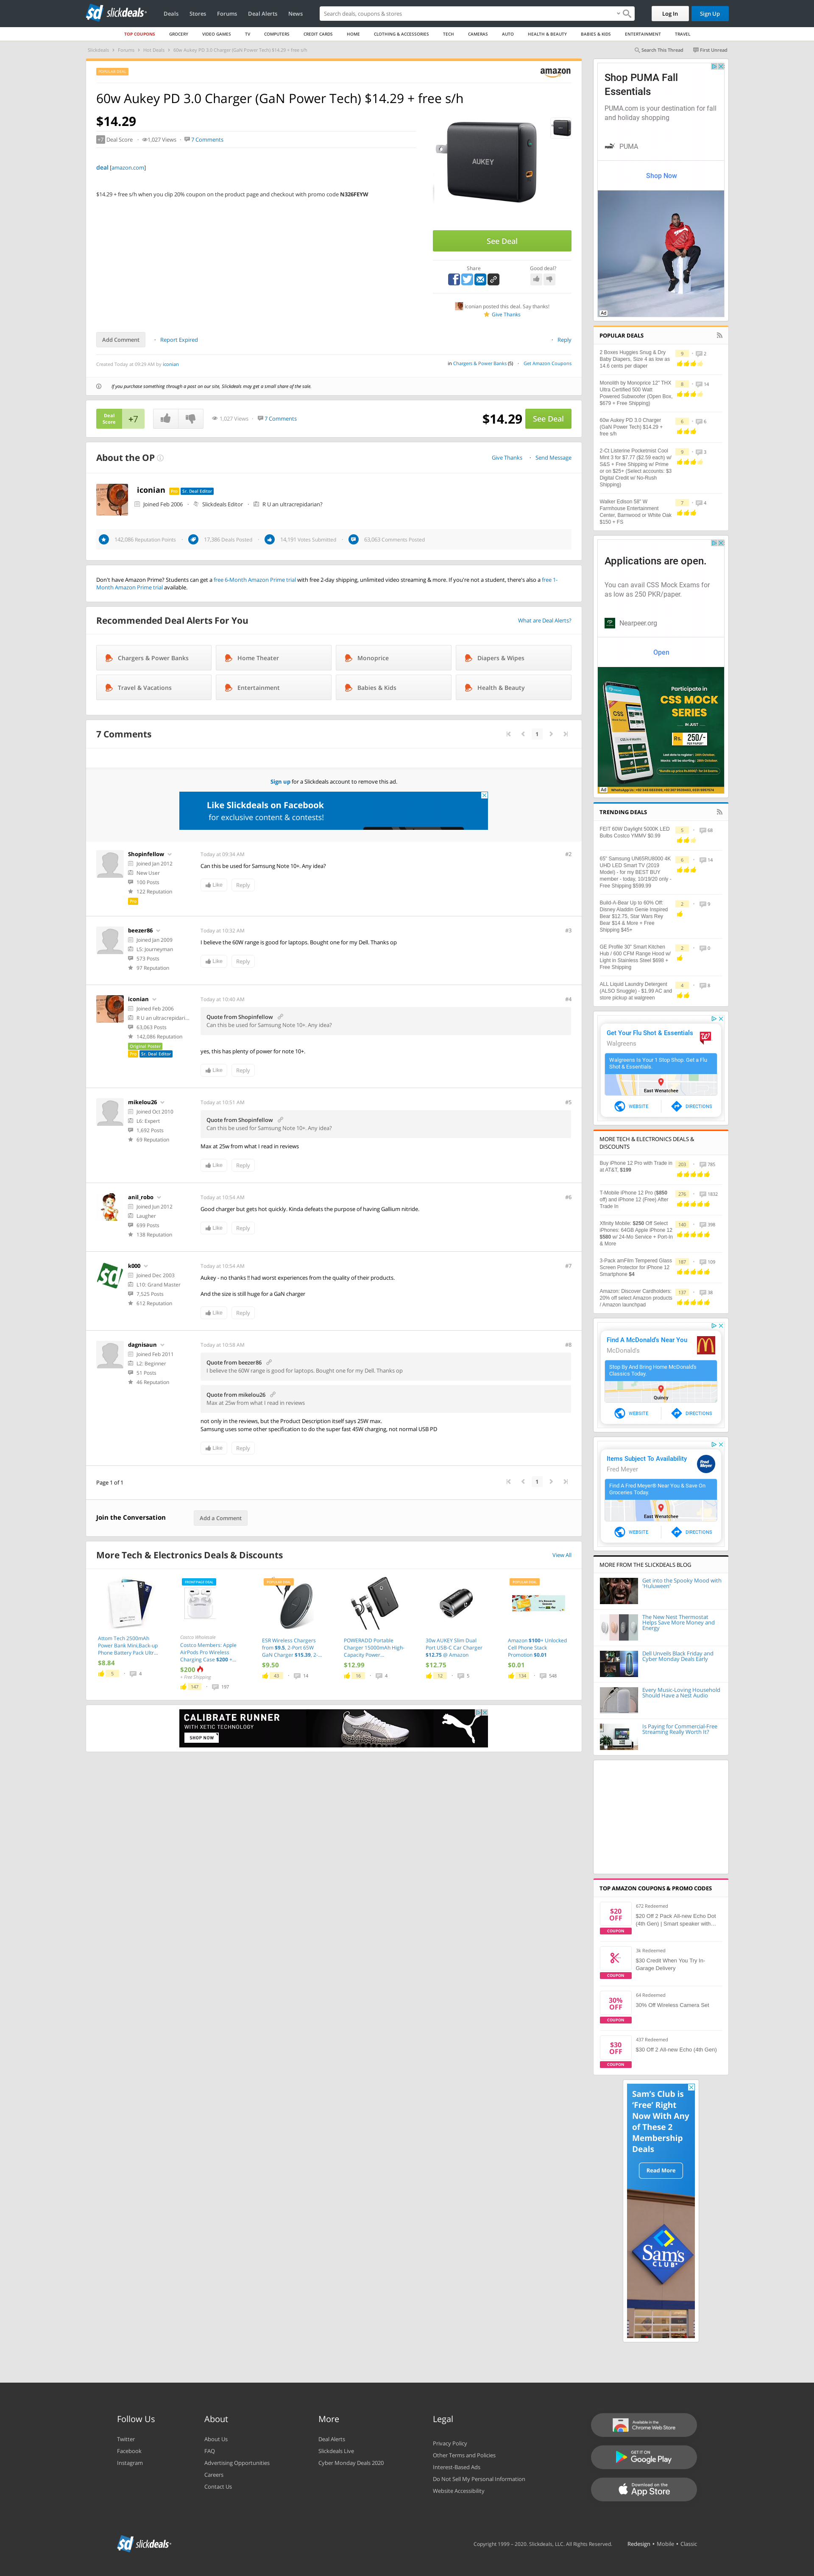 slickdeals
Deals Stores Forums Deal Alerts News
Search deals, coupons & stores
Log In Sign Up
TOP COUPONS GROCERY VIDEO GAMES TV COMPUTERS CREDIT CARDS HOME CLOTHING & ACCESSORIES TECH CAMERAS AUTO HEALTH & BEAUTY BABIES & KIDS ENTERTAINMENT TRAVEL
Slickdeals Forums Hot Deals 60w Aukey PD 3.0 Charger (GaN Power Tech) $14.29 + free s/h
Search This Thread First Unread
POPULAR DEAL
amazon
60w Aukey PD 3.0 Charger (GaN Power Tech) $14.29 + free s/h
$14.29
+7 Deal Score 1,027 Views 7 Comments
deal [amazon.com]
$14.29 + free s/h when you clip 20% coupon on the product page and checkout with promo code N326FEYW
AUKEY
See Deal
Share Good deal?
iconian posted this deal. Say thanks!
Give Thanks
Add Comment Report Expired Reply
Created Today at 09:29 AM by iconian
in Chargers & Power Banks (5) Get Amazon Coupons
If you purchase something through a post on our site, Slickdeals may get a small share of the sale.
Deal Score +7 1,027 Views 7 Comments $14.29 See Deal
About the OP
Give Thanks Send Message
iconian Pro Sr. Deal Editor
Joined Feb 2006 Slickdeals Editor R U an ultracrepidarian?
142,086 Reputation Points 17,386 Deals Posted 14,191 Votes Submitted 63,063 Comments Posted
Don't have Amazon Prime? Students can get a free 6-Month Amazon Prime trial with free 2-day shipping, unlimited video streaming & more. If you're not a student, there's also a free 1-
Month Amazon Prime trial available.
Recommended Deal Alerts For You
What are Deal Alerts?
Chargers & Power Banks Home Theater Monoprice Diapers & Wipes
Travel & Vacations Entertainment Babies & Kids Health & Beauty
7 Comments
1
Sign up for a Slickdeals account to remove this ad.
Like Slickdeals on Facebook
for exclusive content & contests!
Shopinfellow
Joined Jan 2012
New User
100 Posts
122 Reputation
Pro
Today at 09:34 AM #2
Can this be used for Samsung Note 10+. Any idea?
Like Reply
beezer86
Joined Jan 2009
L5: Journeyman
573 Posts
97 Reputation
Today at 10:32 AM #3
I believe the 60W range is good for laptops. Bought one for my Dell. Thanks op
Like Reply
iconian
Joined Feb 2006
R U an ultracrepidari...
63,063 Posts
142,086 Reputation
Original Poster
Pro Sr. Deal Editor
Today at 10:40 AM #4
Quote from Shopinfellow
Can this be used for Samsung Note 10+. Any idea?
yes, this has plenty of power for note 10+.
Like Reply
mikelou26
Joined Oct 2010
L6: Expert
1,692 Posts
69 Reputation
Today at 10:51 AM #5
Quote from Shopinfellow
Can this be used for Samsung Note 10+. Any idea?
Max at 25w from what I read in reviews
Like Reply
anil_robo
Joined Jun 2012
Laugher
699 Posts
138 Reputation
Today at 10:54 AM #6
Good charger but gets hot quickly. Kinda defeats the purpose of having Gallium nitride.
Like Reply
k000
Joined Dec 2003
L10: Grand Master
7,525 Posts
612 Reputation
Today at 10:54 AM #7
Aukey - no thanks !I had worst experiences from the quality of their products.
And the size is still huge for a GaN charger
Like Reply
dagnisaun
Joined Feb 2011
L2: Beginner
51 Posts
46 Reputation
Today at 10:58 AM #8
Quote from beezer86
I believe the 60W range is good for laptops. Bought one for my Dell. Thanks op
Quote from mikelou26
Max at 25w from what I read in reviews
not only in the reviews, but the Product Description itself says 25W max.
Samsung uses some other specification to do the super fast 45W charging, not normal USB PD
Like Reply
Page 1 of 1
1
Join the Conversation Add a Comment
More Tech & Electronics Deals & Discounts
View All
Attom Tech 2500mAh Power Bank Mini,Back-up Phone Battery Pack Ultr...
$8.84
5 4
Costco Wholesale
Costco Members: Apple AirPods Pro Wireless Charging Case $200 +...
$200
+ Free Shipping
147 197
ESR Wireless Chargers from $9.5, 2-Port 65W GaN Charger $15.39, 2-...
$9.50
43 14
POWERADD Portable Charger 15000mAH High-Capacity Power...
$12.99
16 4
30w AUKEY Slim Dual Port USB-C Car Charger $12.75 @ Amazon
$12.75
12 5
Amazon $100+ Unlocked Cell Phone Stack Promotion $0.01
$0.01
134 548
CALIBRATE RUNNER
WITH XETIC TECHNOLOGY
SHOP NOW
Shop PUMA Fall
Essentials
PUMA.com is your destination for fall
and holiday shopping
PUMA
Shop Now
Ad
POPULAR DEALS
2 Boxes Huggies Snug & Dry Baby Diapers, Size 4 as low as 14.6 cents per diaper
9 2
Monolith by Monoprice 12" THX Ultra Certified 500 Watt Powered Subwoofer (Open Box, $679 + Free Shipping)
8 14
60w Aukey PD 3.0 Charger (GaN Power Tech) $14.29 + free s/h
6 6
2-Ct Listerine Pocketmist Cool Mint 3 for $7.77 ($2.59 each) w/ S&S + Free Shipping w/ Prime or on $25+ (Select accounts: $3 Digital Credit w/ No-Rush Shipping)
9 3
Walker Edison 58" W Farmhouse Entertainment Center, Barnwood or White Oak $150 + FS
7 4
Applications are open.
You can avail CSS Mock Exams for
as low as 250 PKR/paper.
Nearpeer.org
Open
Participate in
CSS MOCK
SERIES
IN JUST
Rs. 250/-
PAPER
Ad
TRENDING DEALS
FEIT 60W Daylight 5000K LED Bulbs Costco YMMV $0.99
5 68
65" Samsung UN65RU9000 4K UHD LED Smart TV (2019 Model) - for my BEST BUY member - today, 10/19/20 only - Free Shipping $599.99
6 19
Build-A-Bear Up to 60% Off: Disney Aladdin Genie Inspired Bear $12.75, Star Wars Rey Bear $14 & More + Free Shipping $45+
2 9
GE Profile 30" Smart Kitchen Hub / 600 CFM Range Hood w/ Light in Stainless Steel $698 + Free Shipping
2 0
ALL Liquid Laundry Detergent (ALSO Snuggle) - $1.99 AC and store pickup at walgreen
4 8
Get Your Flu Shot & Essentials
Walgreens
Walgreens Is Your 1 Stop Shop. Get a Flu
Shot & Essentials
East Wenatchee
WEBSITE DIRECTIONS
MORE TECH & ELECTRONICS DEALS &
DISCOUNTS
Buy iPhone 12 Pro with Trade in at AT&T, $199
203 785
T-Mobile iPhone 12 Pro ($850 off) and iPhone 12 (Free) After Trade In
276 1832
Xfinity Mobile: $250 Off Select iPhones: 64GB Apple iPhone 12 $580 w/ 24-Mo Service + Port-In & More
140 398
3-Pack amFilm Tempered Glass Screen Protector for iPhone 12 Smartphone $4
187 109
Amazon: Discover Cardholders: 20% off select Amazon products / Amazon launchpad
137 38
Find A McDonald's Near You
McDonald's
Stop By And Bring Home McDonald's
Classics Today
Quincy
WEBSITE DIRECTIONS
Items Subject To Availability
Fred Meyer
Find A Fred Meyer® Near You & Save On
Groceries Today
East Wenatchee
WEBSITE DIRECTIONS
MORE FROM THE SLICKDEALS BLOG
Get into the Spooky Mood with 'Huluween'
The New Nest Thermostat Helps Save More Money and Energy
Dell Unveils Black Friday and Cyber Monday Deals Early
Every Music-Loving Household Should Have a Nest Audio
Is Paying for Commercial-Free Streaming Really Worth It?
TOP AMAZON COUPONS & PROMO CODES
$20 OFF COUPON
672 Redeemed
$20 Off 2 Pack All-new Echo Dot (4th Gen) | Smart speaker with...
COUPON
3k Redeemed
$30 Credit When You Try In-Garage Delivery
30% OFF COUPON
64 Redeemed
30% Off Wireless Camera Set
$30 OFF COUPON
437 Redeemed
$30 Off 2 All-new Echo (4th Gen)
Sam's Club is
'Free' Right
Now With Any
of These 2
Membership
Deals
Read More
Sam's
CLUB
Follow Us
Twitter
Facebook
Instagram
About
About Us
FAQ
Advertising Opportunities
Careers
Contact Us
More
Deal Alerts
Slickdeals Live
Cyber Monday Deals 2020
Legal
Privacy Policy
Other Terms and Policies
Interest-Based Ads
Do Not Sell My Personal Information
Website Accessibility
Available in the Chrome Web Store
GET IT ON Google Play
Download on the App Store
slickdeals
Copyright 1999 – 2020. Slickdeals, LLC. All Rights Reserved. Redesign • Mobile • Classic